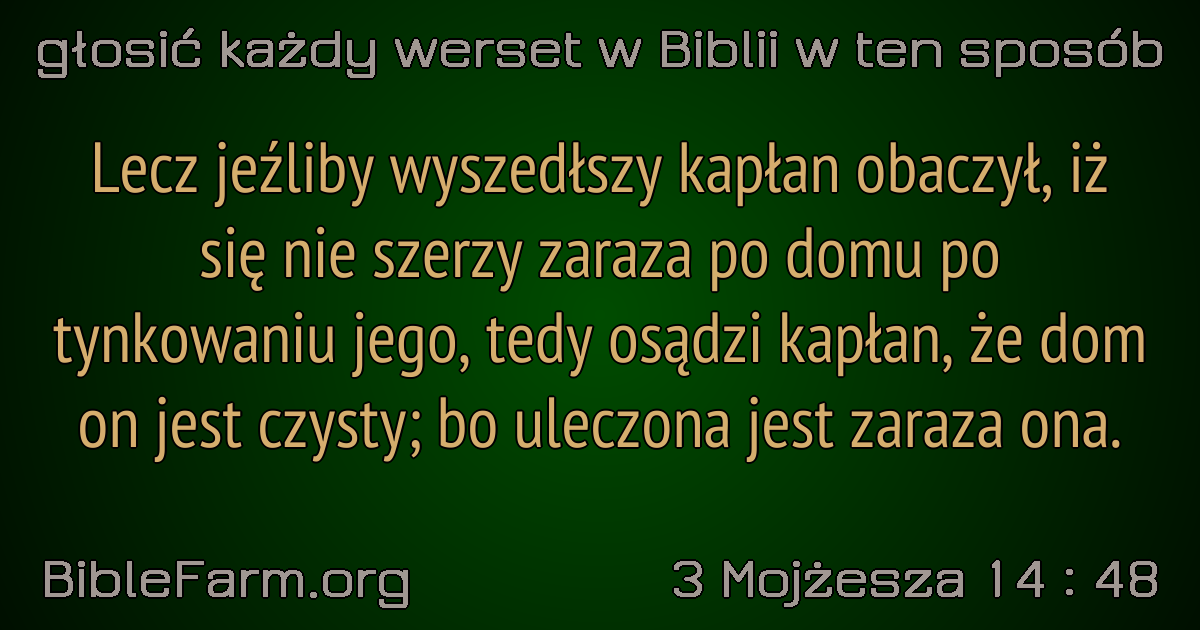 głosić każdy werset w Biblii w ten sposób
Lecz jeźliby wyszedłszy kapłan obaczył, iż
się nie szerzy zaraza po domu po
tynkowaniu jego, tedy osądzi kapłan, że dom
on jest czysty; bo uleczona jest zaraza ona.
BibleFarm.org
3 Mojżesza 14 : 48